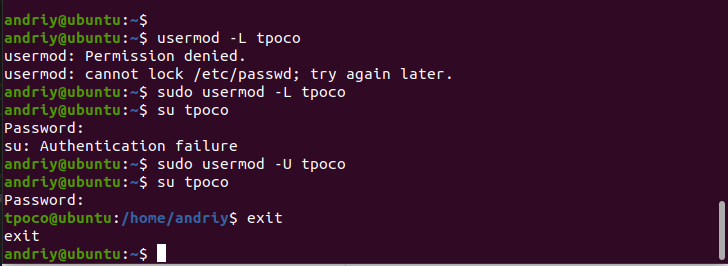 andriy@ubuntu:~$
andriy@ubuntu:~$ usermod -L tpoco
usermod: Permission denied.
usermod: cannot lock /etc/passwd; try again later.
andriy@ubuntu:~$ sudo usermod -L tpoco
andriy@ubuntu:~$ su tpoco
Password:
su: Authentication failure
andriy@ubuntu:~$ sudo usermod -U tpoco
andriy@ubuntu:~$ su tpoco
Password:
tpoco@ubuntu:/home/andriy$ exit
exit
andriy@ubuntu:~$